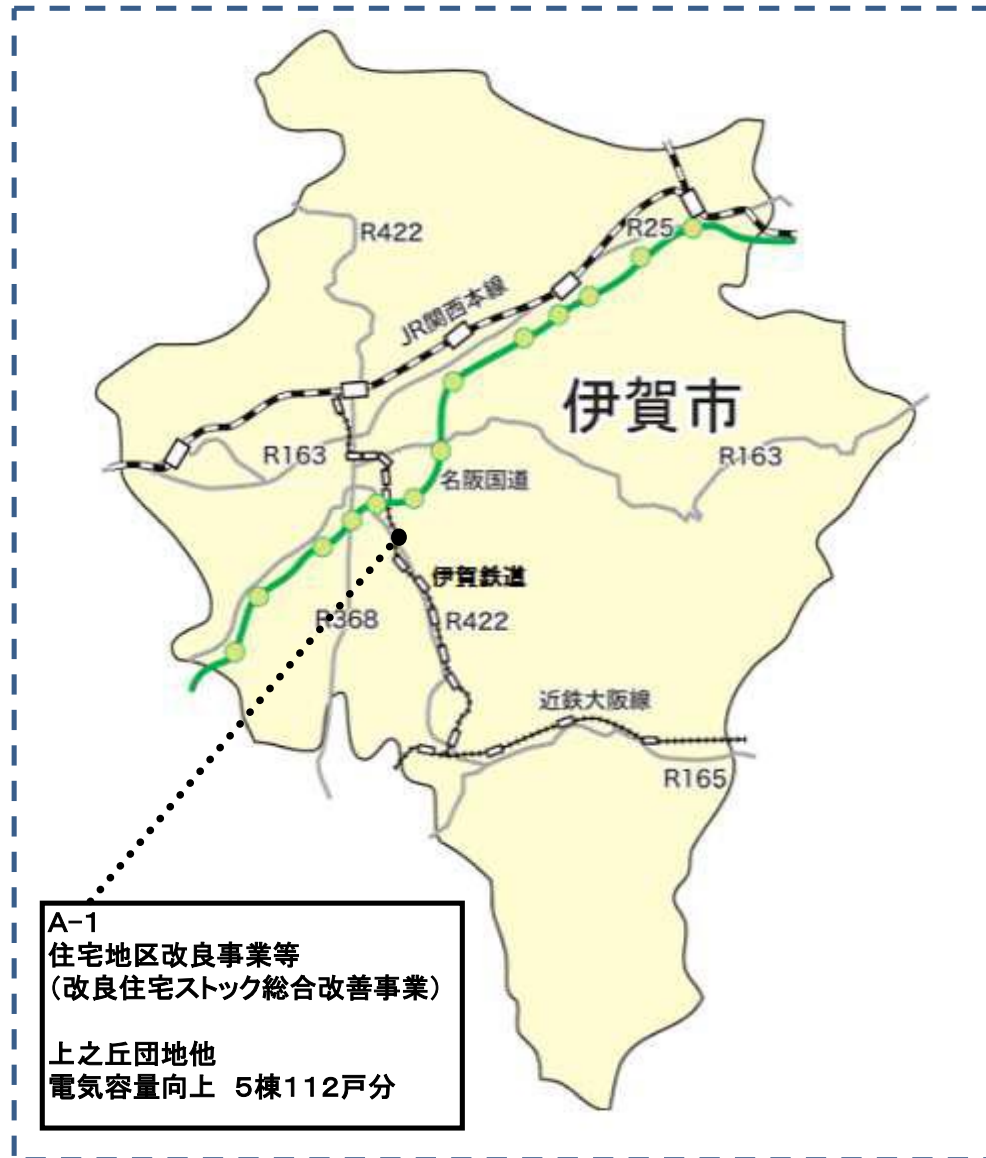 R422
R25
JR関西本線
伊賀市
R163
R163
名阪国道
伊賀鉄道
R368
R422
近鉄大阪線
R165
A-1
住宅地区改良事業等
（改良住宅ストック総合改善事業）
上之丘団地他
電気容量向上 5棟112戸分